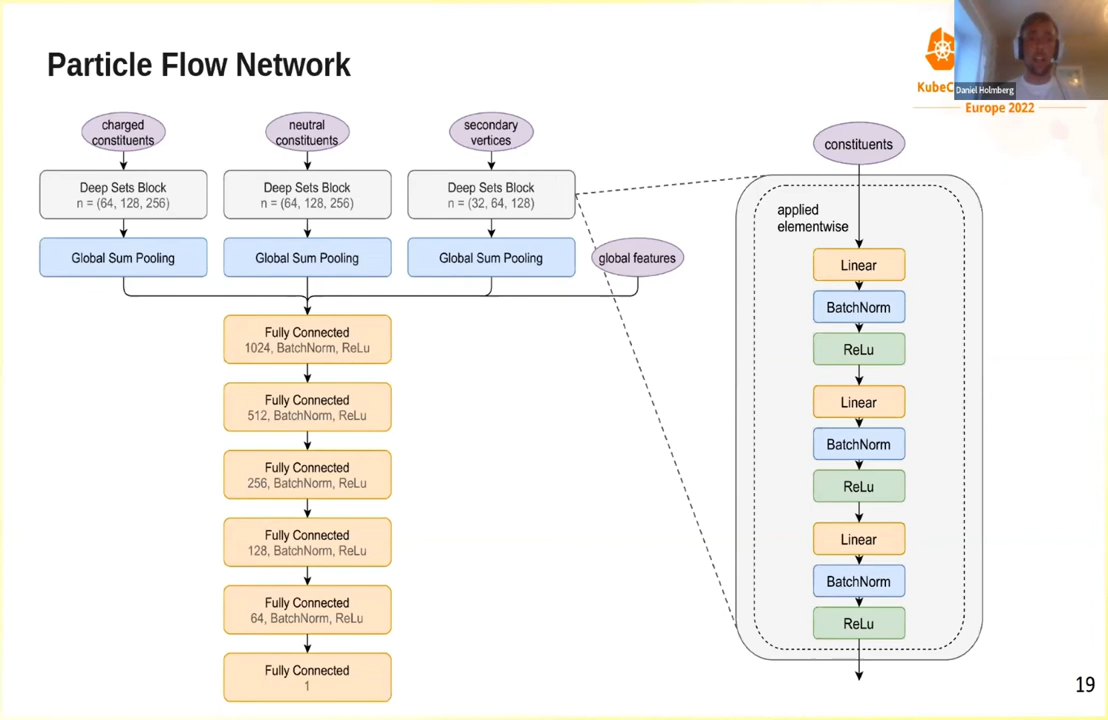 Particle Flow Network
KubeC
Daniel Holmberg
Europe 2022
charged
constituents
neutral
constituents
secondary
vertices
Deep Sets Block
n = (64, 128, 256)
Deep Sets Block
n = (64, 128, 256)
Deep Sets Block
n = (32, 64, 128)
Global Sum Pooling
Global Sum Pooling
Global Sum Pooling
global features
Fully Connected
1024, BatchNorm, ReLu
Fully Connected
512, BatchNorm, ReLu
Fully Connected
256, BatchNorm, ReLu
Fully Connected
128, BatchNorm, ReLu
Fully Connected
64, BatchNorm, ReLu
Fully Connected
1
constituents
applied
elementwise
Linear
BatchNorm
ReLu
Linear
BatchNorm
ReLu
Linear
BatchNorm
ReLu
19